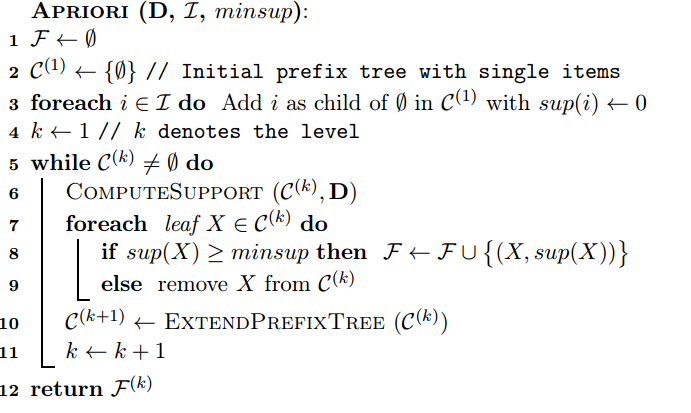 APRIORI (D, ℐ, minsup):
1 ℱ ← ∅
2 𝒞⁽¹⁾ ← {∅} // Initial prefix tree with single items
3 foreach i ∈ ℐ do Add i as child of ∅ in 𝒞⁽¹⁾ with sup(i) ← 0
4 k ← 1 // k denotes the level
5 while 𝒞⁽ᵏ⁾ ≠ ∅ do
6 COMPUTESUPPORT (𝒞⁽ᵏ⁾, D)
7 foreach leaf X ∈ 𝒞⁽ᵏ⁾ do
8 if sup(X) ≥ minsup then ℱ ← ℱ ∪ {(X, sup(X))}
9 else remove X from 𝒞⁽ᵏ⁾
10 𝒞⁽ᵏ⁺¹⁾ ← EXTENDPREFIXTREE (𝒞⁽ᵏ⁾)
11 k ← k + 1
12 return ℱ⁽ᵏ⁾